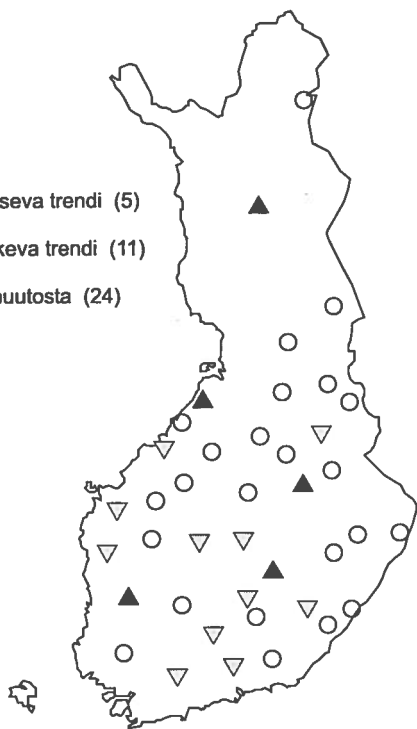 seva trendi (5)
keva trendi (11)
uutosta (24)